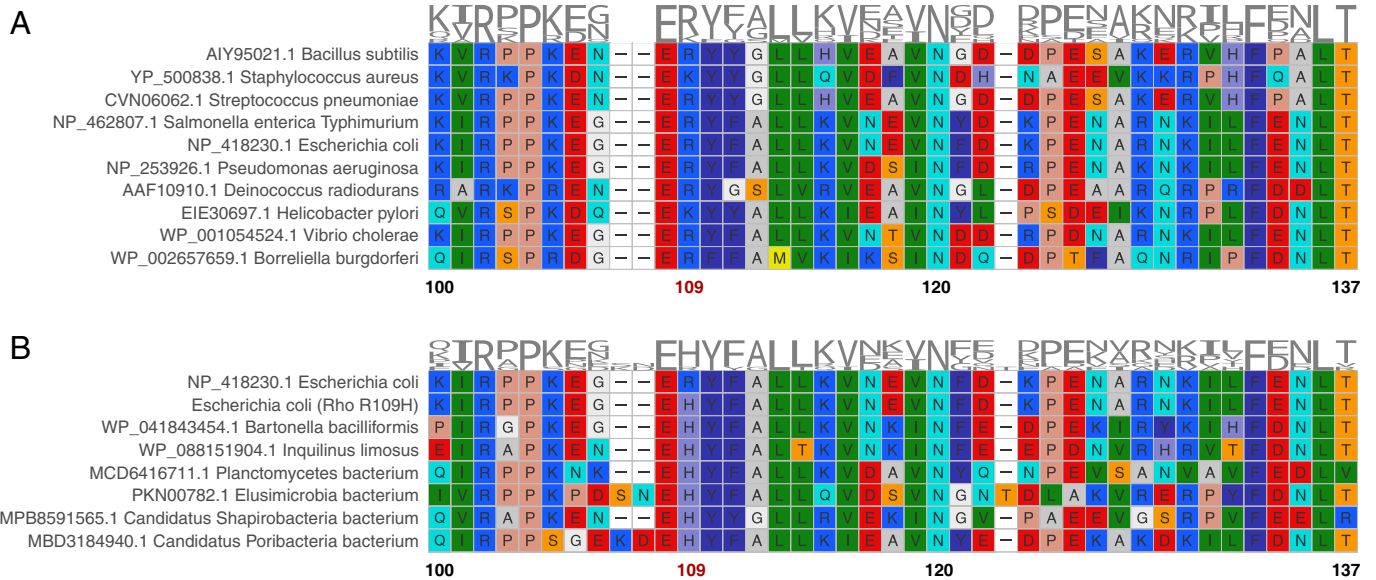 A
KIRPPKEG ERYFALLKVEAVNGD DPENAKNRILFENLT
AIY95021.1 Bacillus subtilis K V R P P K E N - - E R Y Y G L L H V E A V N G D - D P E S A K E R V H F P A L T
YP_500838.1 Staphylococcus aureus K V R K P K D N - - E K Y Y G L L Q V D F V N D H - N A E E V K K R P H F Q A L T
CVN06062.1 Streptococcus pneumoniae K V R P P K E N - - E R Y Y G L L H V E A V N G D - D P E S A K E R V H F P A L T
NP_462807.1 Salmonella enterica Typhimurium K I R P P K E G - - E R Y F A L L K V N E V N Y D - K P E N A R N K I L F E N L T
NP_418230.1 Escherichia coli K I R P P K E G - - E R Y F A L L K V N E V N F D - K P E N A R N K I L F E N L T
NP_253926.1 Pseudomonas aeruginosa K I R P P K E G - - E R Y F A L L K V D S I N F D - R P E N A K N K I L F E N L T
AAF10910.1 Deinococcus radiodurans R A R K P R E N - - E R Y G S L V R V E A V N G L - D P E A A R Q R P R F D D L T
EIE30697.1 Helicobacter pylori Q V R S P K D Q - - E K Y Y A L L K I E A I N Y L - P S D E I K N R P L F D N L T
WP_001054524.1 Vibrio cholerae K I R P P K E G - - E R Y F A L L K V N T V N D D - R P D N A R N K I L F E N L T
WP_002657659.1 Borreliella burgdorferi Q I R S P R D G - - E R F F A M V K I K S I N D Q - D P T F A Q N R I P F D N L T
100 109 120 137
B
NP_418230.1 Escherichia coli K I R P P K E G - - E R Y F A L L K V N E V N F D - K P E N A R N K I L F E N L T
Escherichia coli (Rho R109H) K I R P P K E G - - E H Y F A L L K V N E V N F D - K P E N A R N K I L F E N L T
WP_041843454.1 Bartonella bacilliformis P I R G P K E G - - E H Y F A L L K V N K I N F E - D P E K I R Y K I H F D N L T
WP_088151904.1 Inquilinus limosus E I R A P K E N - - E H Y F A L T K V N K I N F E - E P D N V R H R V T F D N L T
MCD6416711.1 Planctomycetes bacterium Q I R P P K N K - - E H Y F A L L K V D A V N Y Q - N P E V S A N V A V F E D L V
PKN00782.1 Elusimicrobia bacterium I V R P P K P D S N E H Y F A L L Q V D S V N G N T D L A K V R E R P Y F D N L T
MPB8591565.1 Candidatus Shapirobacteria bacterium Q V R A P K E N - - E H Y Y G L L R V E K I N G V - P A E E V G S R P V F E E L R
MBD3184940.1 Candidatus Poribacteria bacterium Q I R P P S G E K D E H Y F A L L K I E A V N Y E - D P E K A K D K I L F D N L T
100 109 120 137